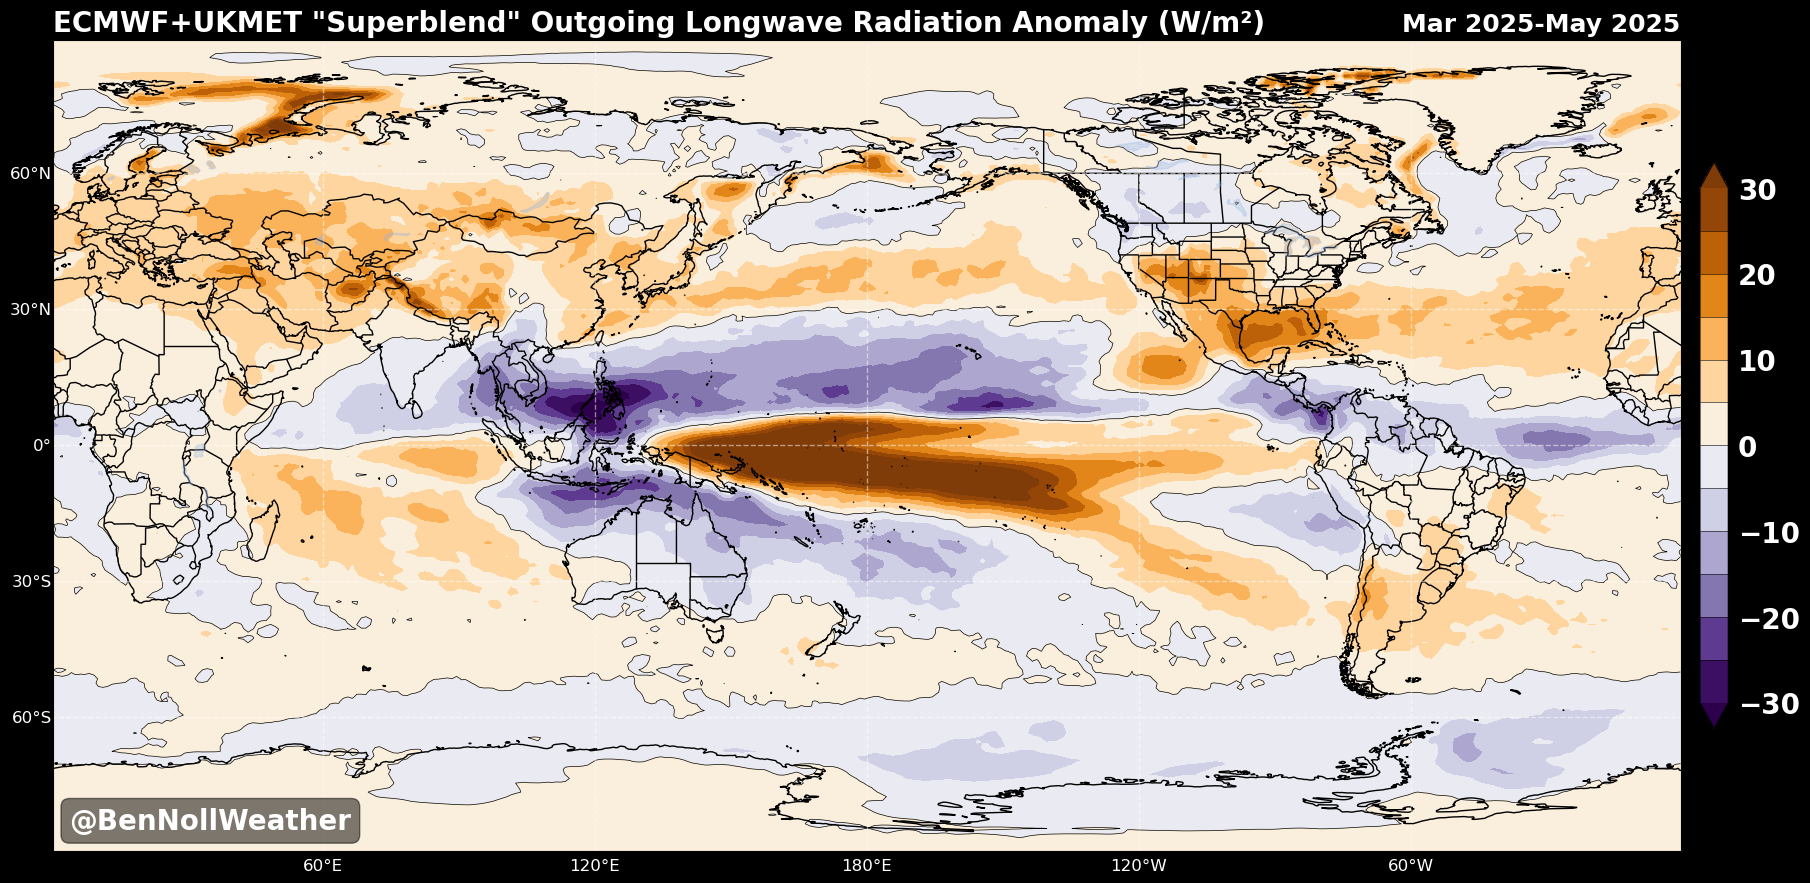 ECMWF+UKMET "Superblend" Outgoing Longwave Radiation Anomaly (W/m²) Mar 2025-May 2025
60°N
30°N
0°
30°S
60°S
30
20
10
0
−10
−20
−30
@BenNollWeather
60°E 120°E 180°E 120°W 60°W